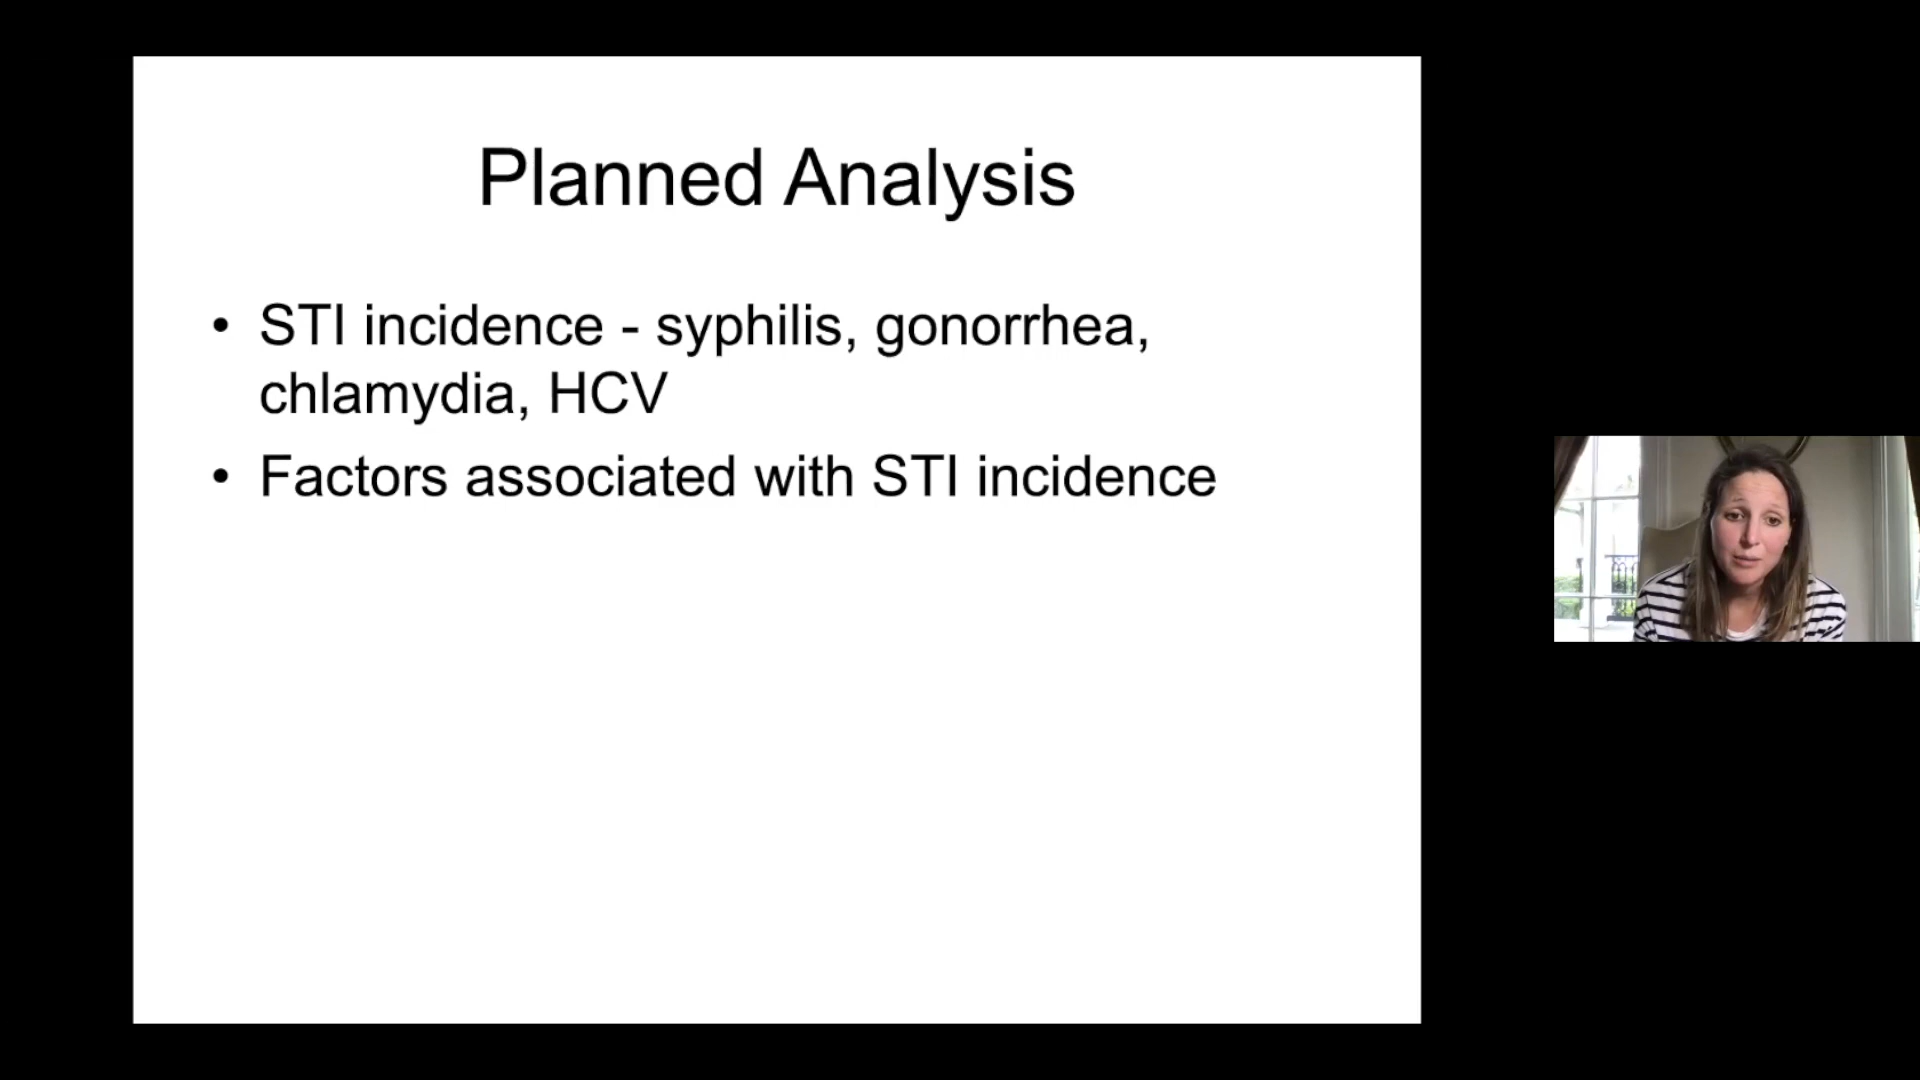 Planned Analysis
• STI incidence - syphilis, gonorrhea,
chlamydia, HCV
• Factors associated with STI incidence